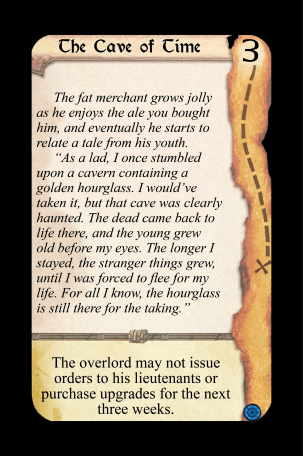 The Cave of Time
3
The fat merchant grows jolly
as he enjoys the ale you bought
him, and eventually he starts to
relate a tale from his youth.
"As a lad, I once stumbled
upon a cavern containing a
golden hourglass. I would've
taken it, but that cave was clearly
haunted. The dead came back to
life there, and the young grew
old before my eyes. The longer I
stayed, the stranger things grew,
until I was forced to flee for my
life. For all I know, the hourglass
is still there for the taking."
The overlord may not issue
orders to his lieutenants or
purchase upgrades for the next
three weeks.